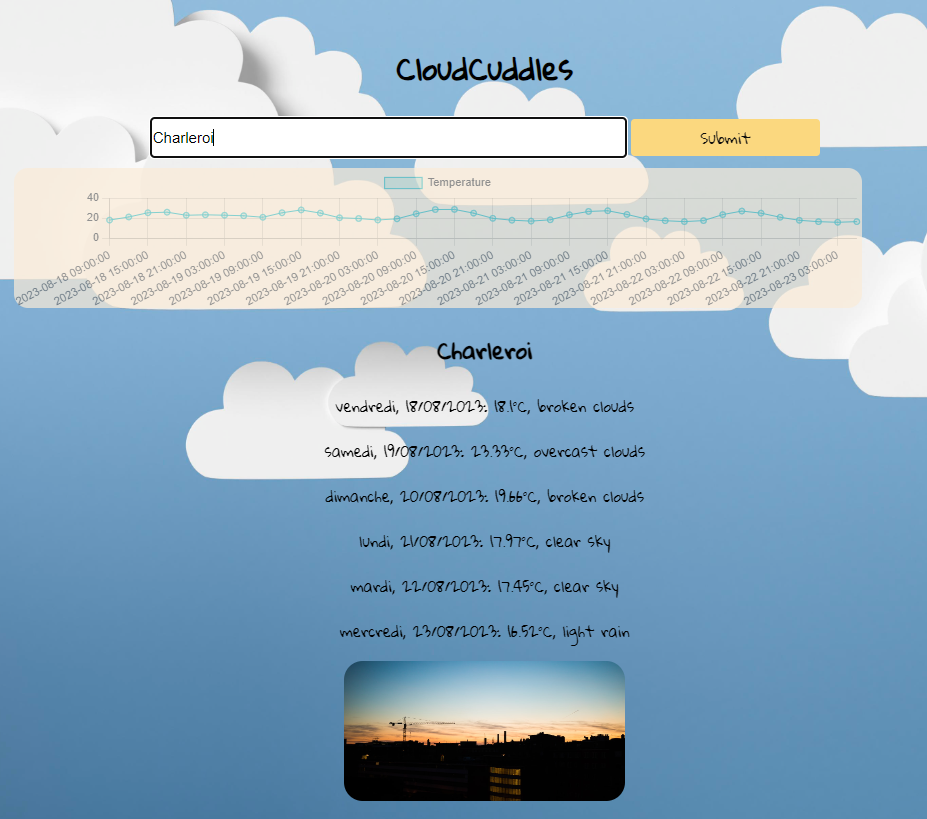 CloudCuddles
Charleroi
Submit
Temperature
40
20
0
2023-08-18 09:00:00
2023-08-18 15:00:00
2023-08-18 21:00:00
2023-08-19 03:00:00
2023-08-19 09:00:00
2023-08-19 15:00:00
2023-08-19 21:00:00
2023-08-20 03:00:00
2023-08-20 09:00:00
2023-08-20 15:00:00
2023-08-20 21:00:00
2023-08-21 03:00:00
2023-08-21 09:00:00
2023-08-21 15:00:00
2023-08-21 21:00:00
2023-08-22 03:00:00
2023-08-22 09:00:00
2023-08-22 15:00:00
2023-08-22 21:00:00
2023-08-23 03:00:00
Charleroi
vendredi, 18/08/2023: 18.1°C, broken clouds
samedi, 19/08/2023: 23.33°C, overcast clouds
dimanche, 20/08/2023: 19.66°C, broken clouds
lundi, 21/08/2023: 17.97°C, clear sky
mardi, 22/08/2023: 17.45°C, clear sky
mercredi, 23/08/2023: 16.52°C, light rain